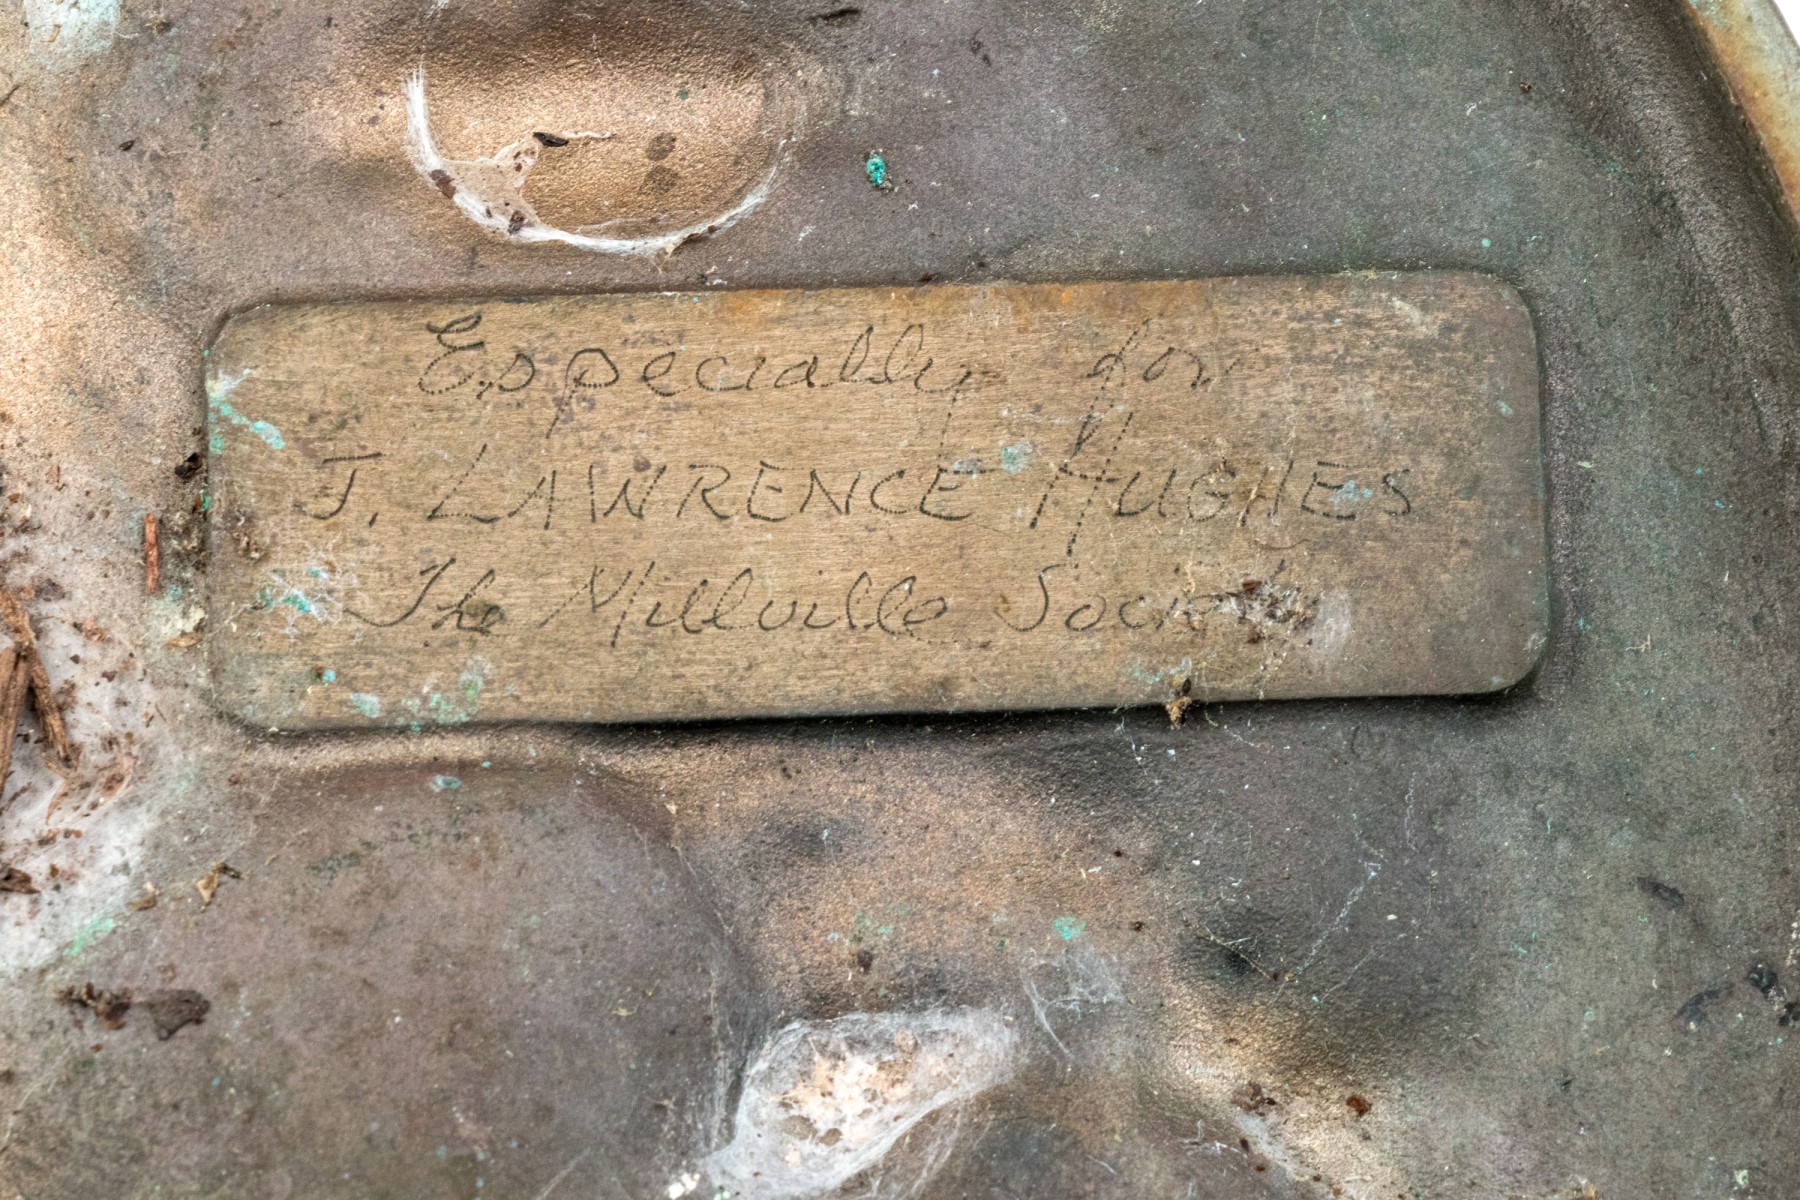 Especially for
J. LAWRENCE HUGHES
The Millville Society